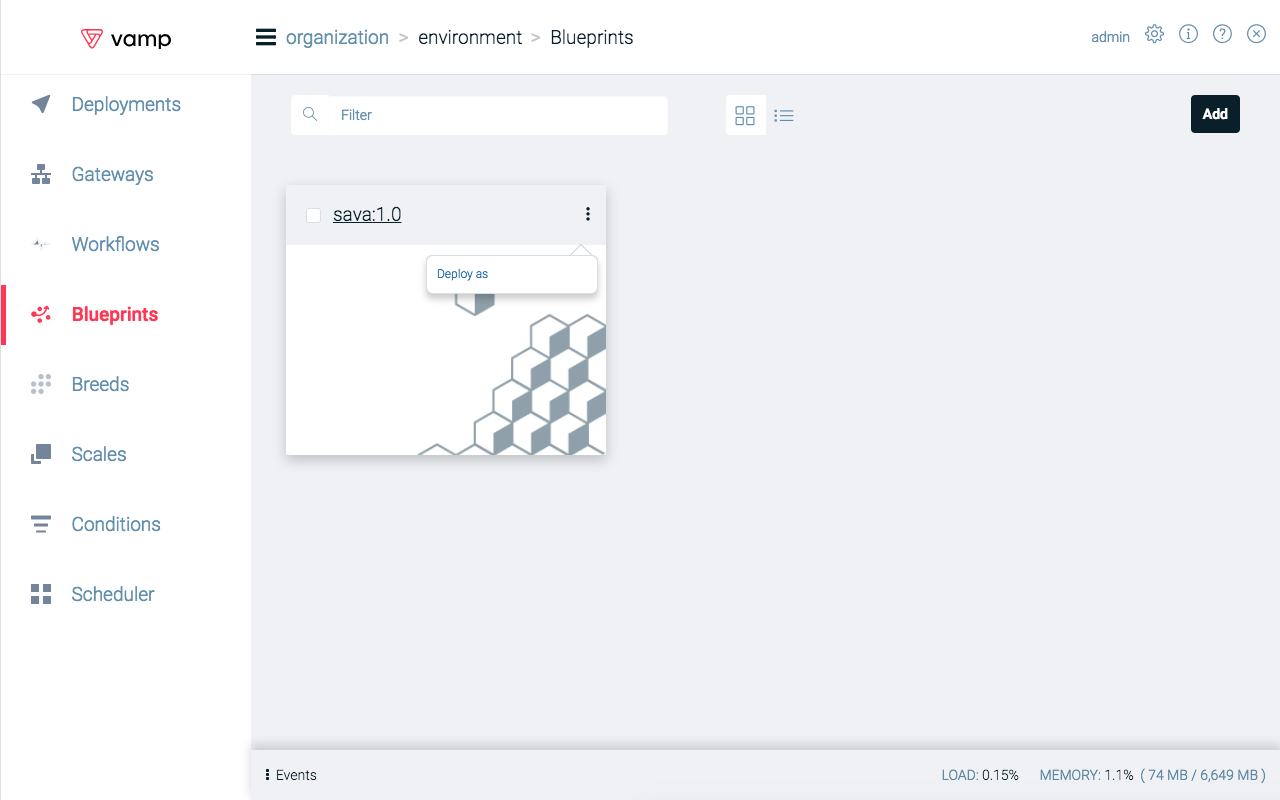 vamp
organization > environment > Blueprints
admin
Deployments
Gateways
Workflows
Blueprints
Breeds
Scales
Conditions
Scheduler
Filter
Add
sava:1.0
Deploy as
Events
LOAD: 0.15% MEMORY: 1.1% ( 74 MB / 6,649 MB )